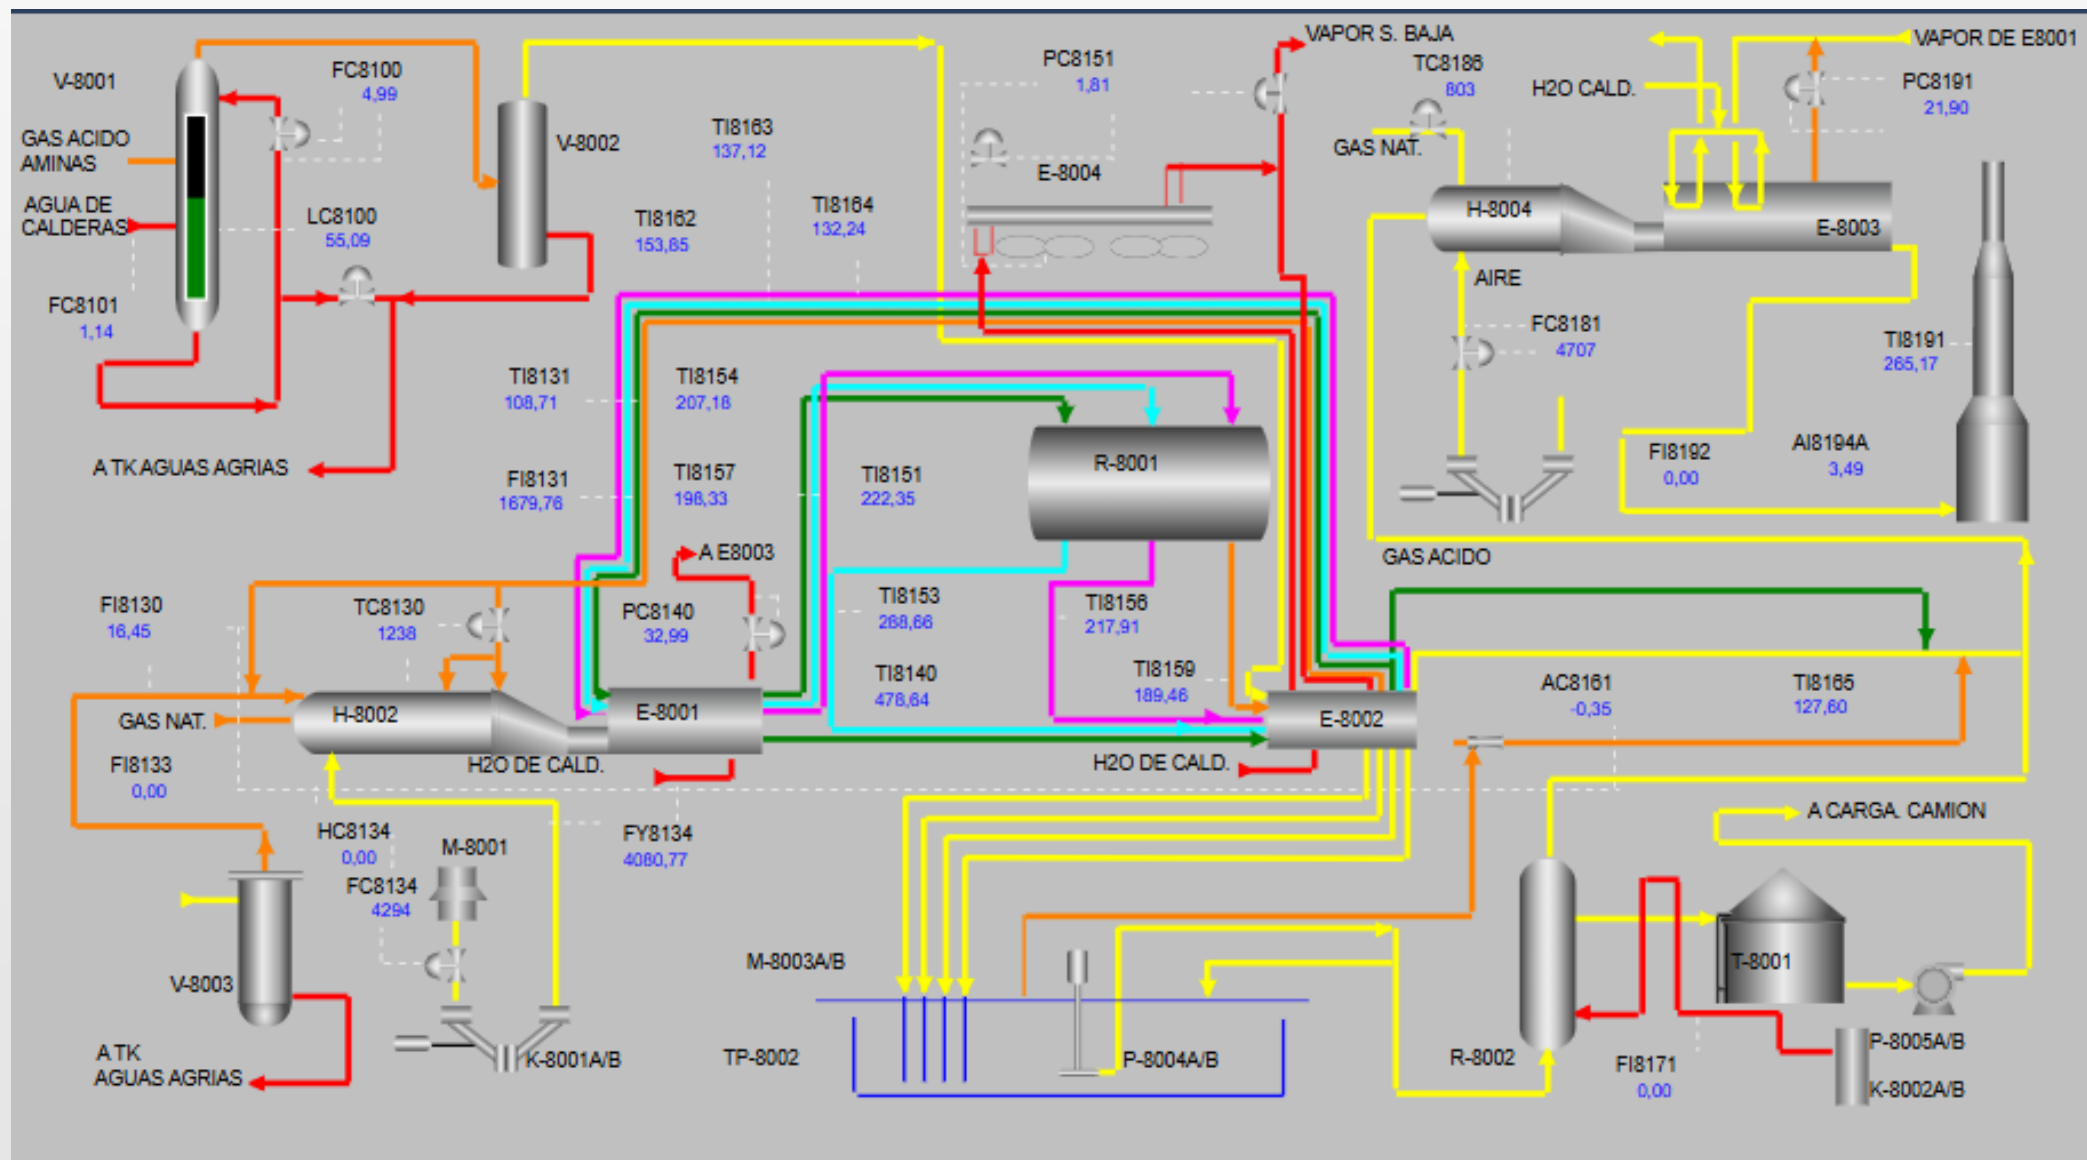 V-8001
FC8100
4,99
GAS ACIDO
AMINAS
AGUA DE
CALDERAS
LC8100
55,09
FC8101
1,14
A TK AGUAS AGRIAS
V-8002
TI8163
137,12
TI8162
153,85
TI8164
132,24
PC8151
1,81
E-8004
VAPOR S. BAJA
TC8186
803
GAS NAT.
H2O CALD.
VAPOR DE E8001
PC8191
21,90
H-8004
E-8003
AIRE
FC8181
4707
TI8191
265,17
FI8192
0,00
AI8194A
3,49
GAS ACIDO
TI8131
108,71
TI8154
207,18
FI8131
1679,76
TI8157
198,33
TI8151
222,35
R-8001
A E8003
PC8140
32,99
TI8153
268,66
TI8156
217,91
TI8140
478,64
TI8159
189,46
FI8130
16,45
TC8130
1238
GAS NAT.
H-8002
E-8001
E-8002
H2O DE CALD.
H2O DE CALD.
AC8161
-0,35
TI8165
127,60
FI8133
0,00
HC8134
0,00
M-8001
FC8134
4294
FY8134
4080,77
A CARGA. CAMION
V-8003
A TK
AGUAS AGRIAS
K-8001A/B
M-8003A/B
TP-8002
P-8004A/B
R-8002
T-8001
FI8171
0,00
P-8005A/B
K-8002A/B